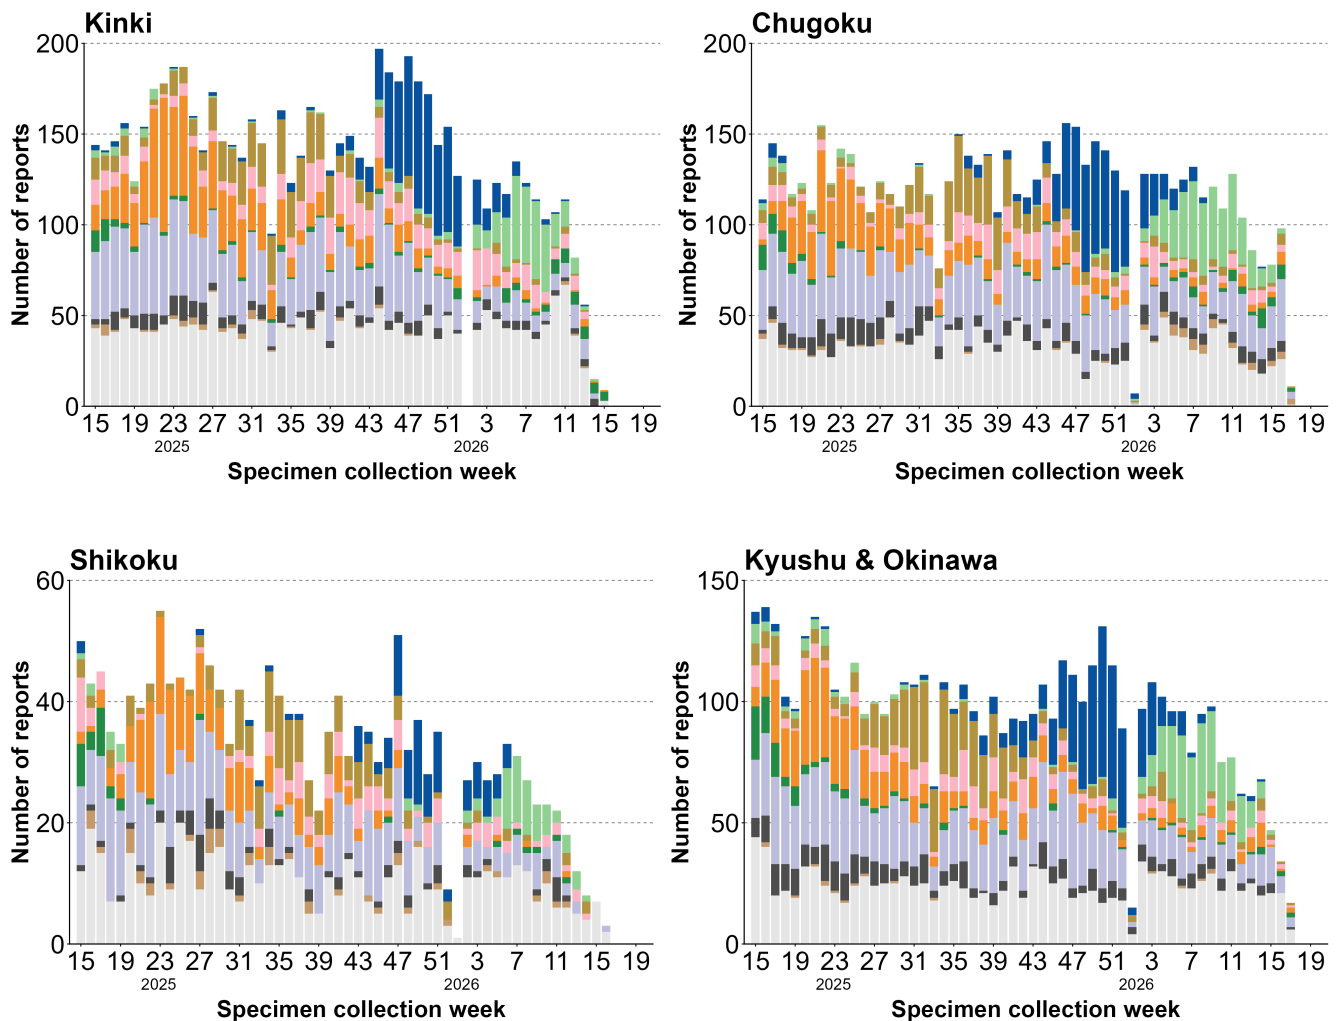 Kinki
200
150
100
50
0
Number of reports
15 19 23 27 31 35 39 43 47 51 3 7 11 15 19
2025 2026
Specimen collection week
Chugoku
200
150
100
50
0
Number of reports
15 19 23 27 31 35 39 43 47 51 3 7 11 15 19
2025 2026
Specimen collection week
Shikoku
60
40
20
0
Number of reports
15 19 23 27 31 35 39 43 47 51 3 7 11 15 19
2025 2026
Specimen collection week
Kyushu & Okinawa
150
100
50
0
Number of reports
15 19 23 27 31 35 39 43 47 51 3 7 11 15 19
2025 2026
Specimen collection week